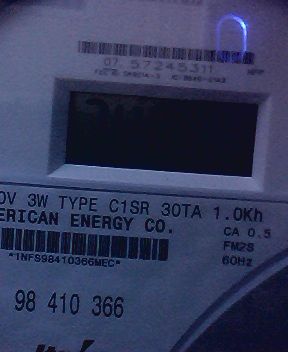 07. 57245311
0V 3W TYPE C1SR 30TA 1.0Kh
ERICAN ENERGY CO.
CA 0.5
*1NFS98410366MEC*
FM2S
60Hz
98 410 366